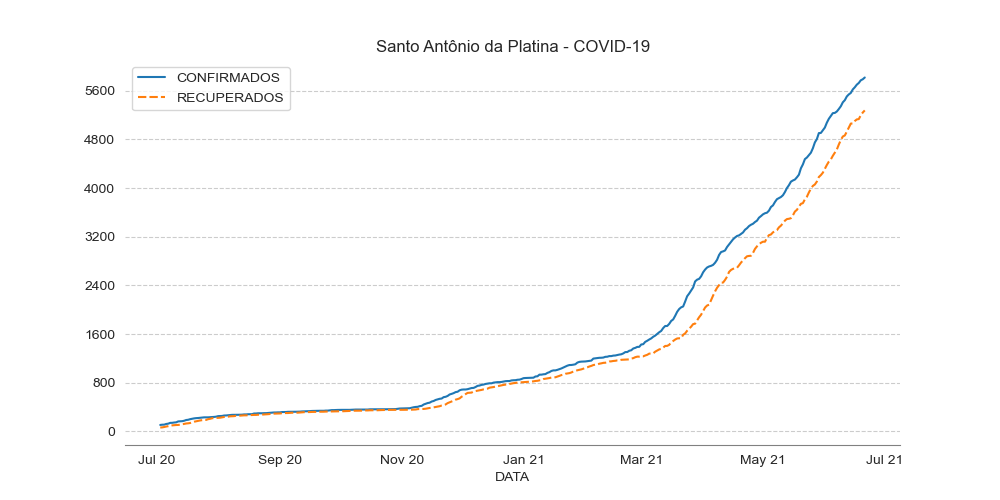 Santo Antônio da Platina - COVID-19
CONFIRMADOS
RECUPERADOS
5600
4800
4000
3200
2400
1600
800
0
Jul 20 Sep 20 Nov 20 Jan 21 Mar 21 May 21 Jul 21
DATA